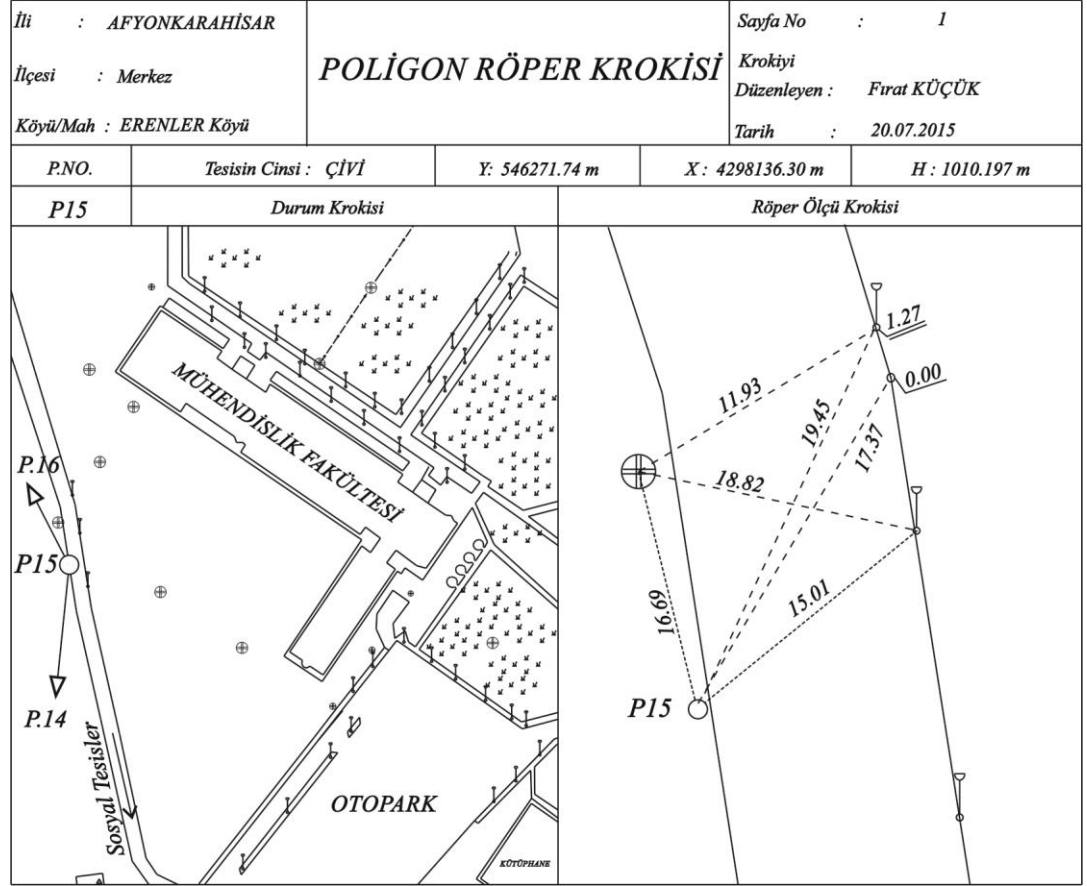 İli : AFYONKARAHİSAR
İlçesi : Merkez
Köyü/Mah : ERENLER Köyü
POLİGON RÖPER KROKİSİ
Sayfa No : 1
Krokiyi
Düzenleyen : Fırat KÜÇÜK
Tarih : 20.07.2015
P.NO. Tesisin Cinsi : ÇİVİ Y: 546271.74 m X : 4298136.30 m H : 1010.197 m
P15 Durum Krokisi Röper Ölçü Krokisi
MÜHENDİSLİK FAKÜLTESİ
P.16
P15
P.14
Sosyal Tesisler
OTOPARK
KÜTÜPHANE
1.27
0.00
11.93
19.45
17.37
18.82
16.69
15.01
P15